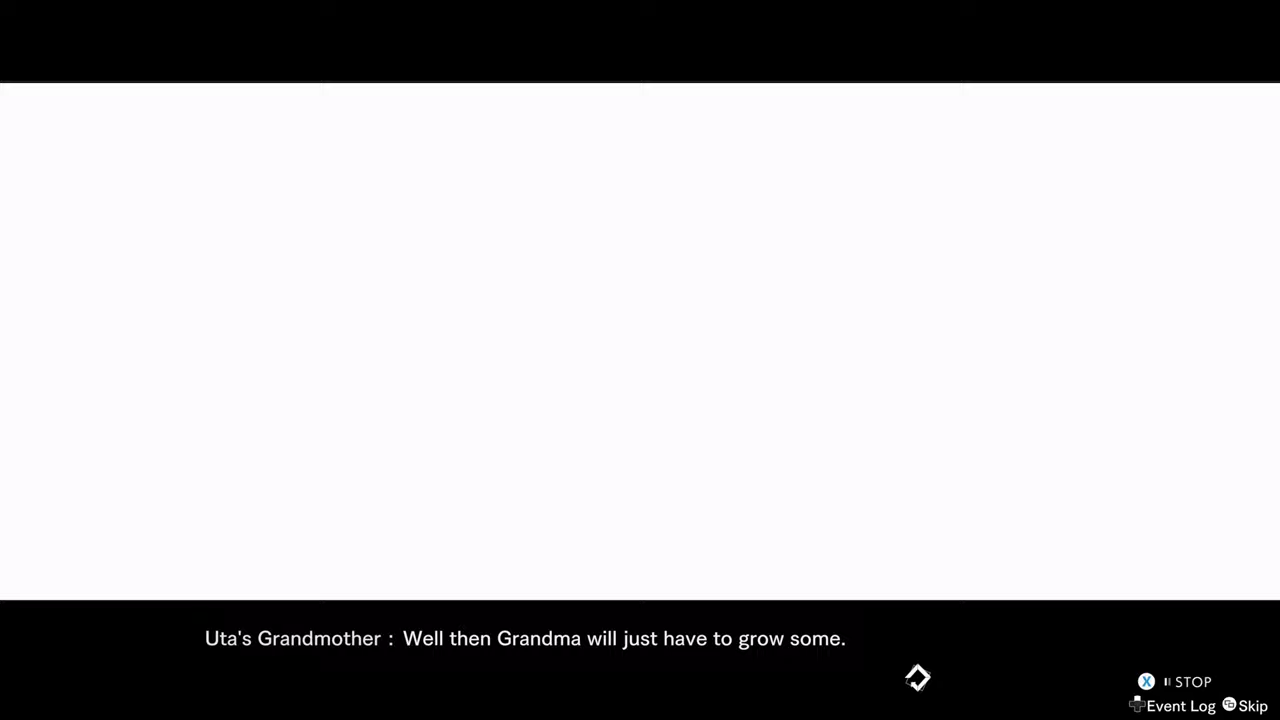 Uta's Grandmother : Well then Grandma will just have to grow some.
X STOP
Event Log Skip